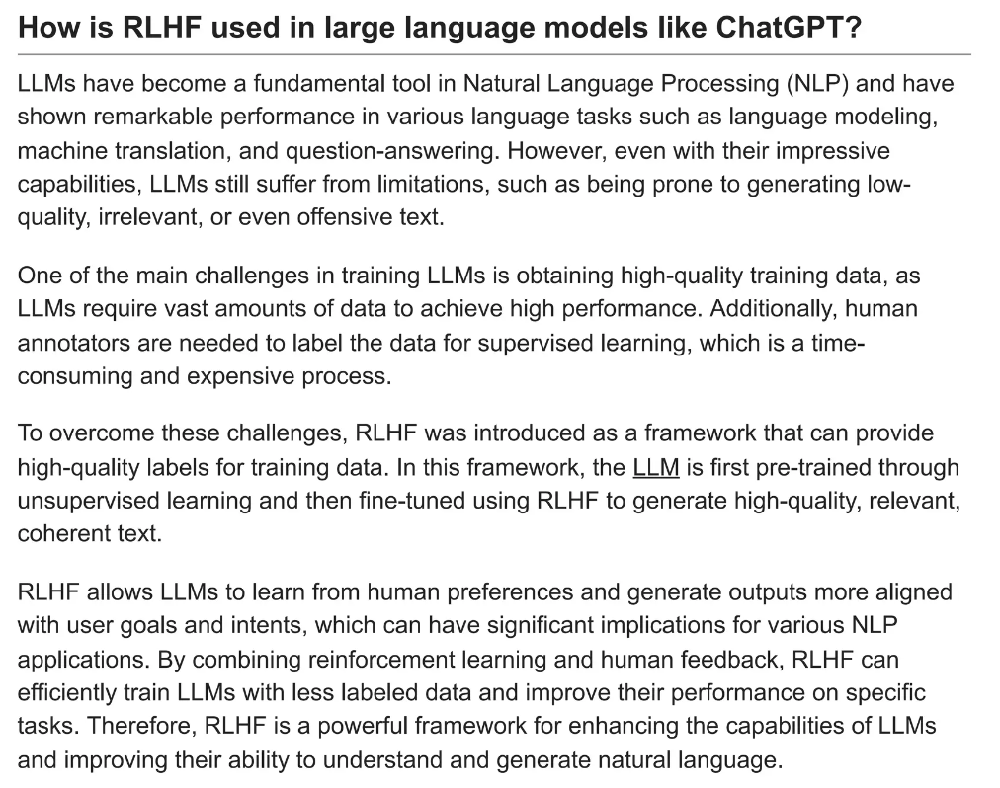 How is RLHF used in large language models like ChatGPT?
LLMs have become a fundamental tool in Natural Language Processing (NLP) and have
shown remarkable performance in various language tasks such as language modeling,
machine translation, and question-answering. However, even with their impressive
capabilities, LLMs still suffer from limitations, such as being prone to generating low-
quality, irrelevant, or even offensive text.
One of the main challenges in training LLMs is obtaining high-quality training data, as
LLMs require vast amounts of data to achieve high performance. Additionally, human
annotators are needed to label the data for supervised learning, which is a time-
consuming and expensive process.
To overcome these challenges, RLHF was introduced as a framework that can provide
high-quality labels for training data. In this framework, the LLM is first pre-trained through
unsupervised learning and then fine-tuned using RLHF to generate high-quality, relevant,
coherent text.
RLHF allows LLMs to learn from human preferences and generate outputs more aligned
with user goals and intents, which can have significant implications for various NLP
applications. By combining reinforcement learning and human feedback, RLHF can
efficiently train LLMs with less labeled data and improve their performance on specific
tasks. Therefore, RLHF is a powerful framework for enhancing the capabilities of LLMs
and improving their ability to understand and generate natural language.